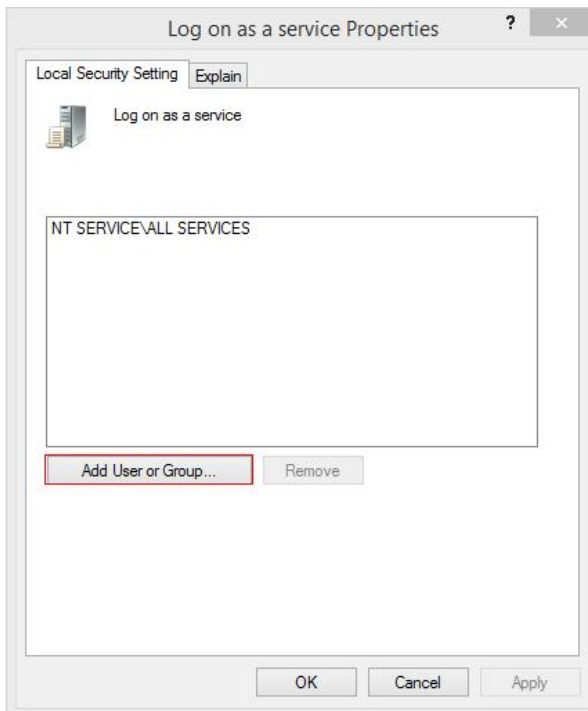 Log on as a service Properties
? ×
Local Security Setting
Explain
Log on as a service
NT SERVICE\ALL SERVICES
Add User or Group...
Remove
OK
Cancel
Apply